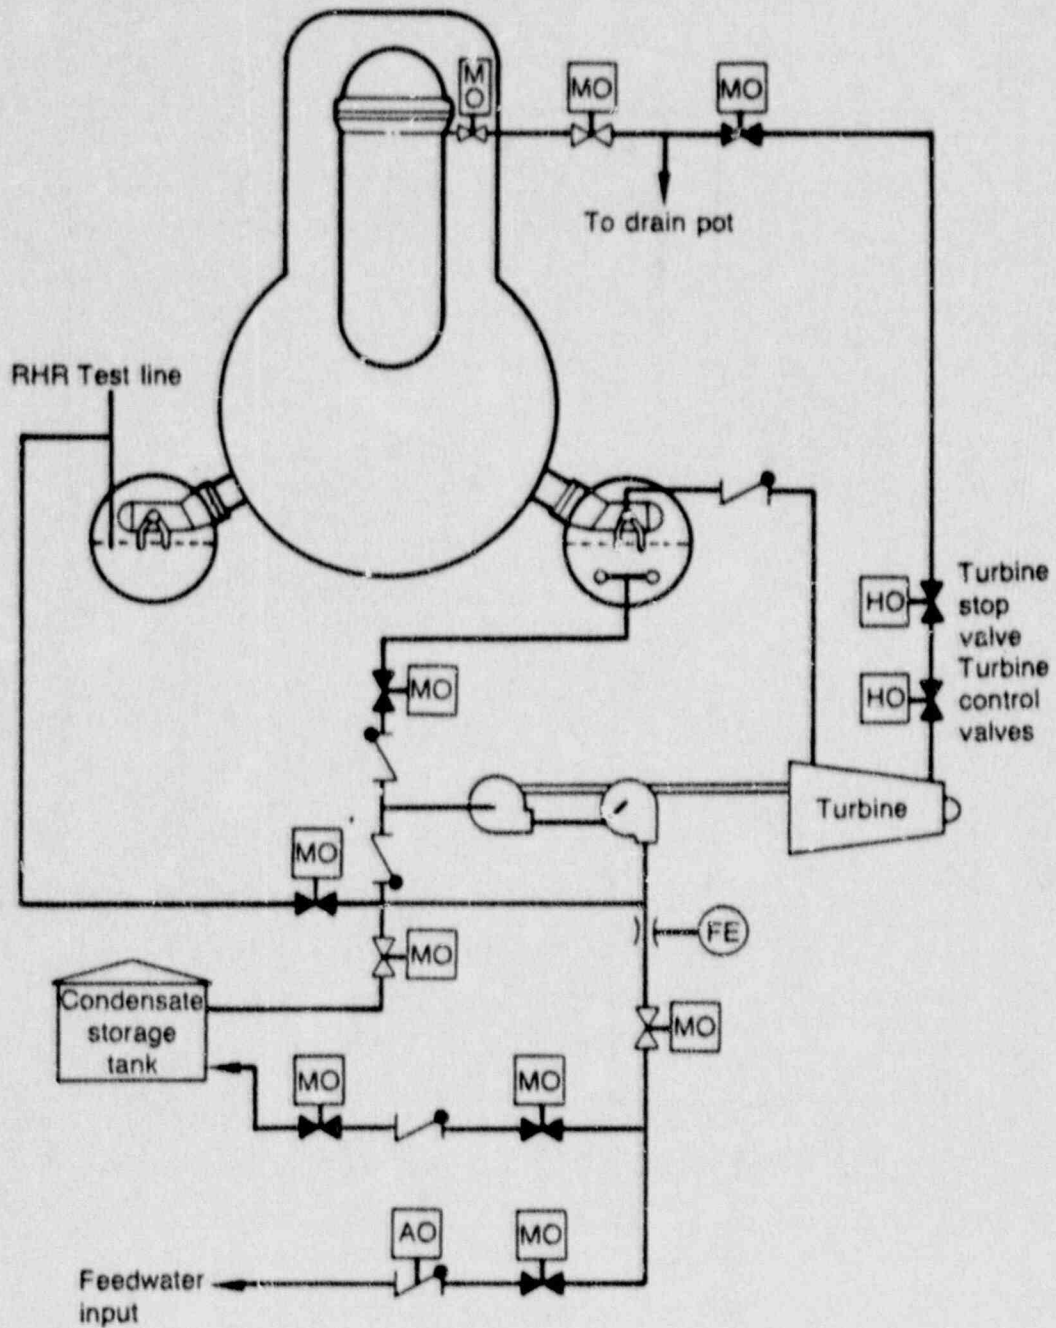 M
O
MO
MO
To drain pot
RHR Test line
HO
Turbine
stop
valve
HO
Turbine
control
valves
MO
Turbine
MO
FE
MO
Condensate
storage
tank
MO
MO
MO
AO
MO
Feedwater
input